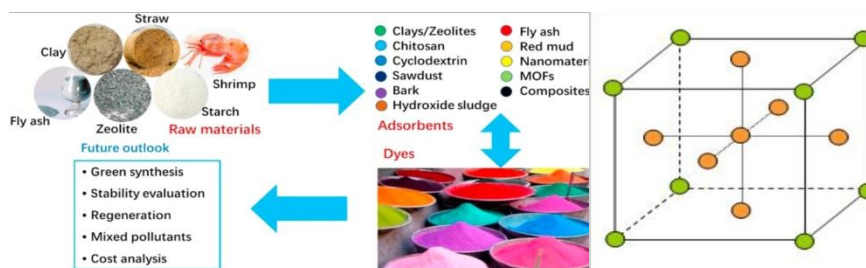 Straw
Clay
Shrimp
Starch
Fly ash
Zeolite
Raw materials
Clays/Zeolites
Chitosan
Cyclodextrin
Sawdust
Bark
Hydroxide sludge
Fly ash
Red mud
Nanomateri
MOFs
Composites
Adsorbents
Dyes
Future outlook
• Green synthesis
• Stability evaluation
• Regeneration
• Mixed pollutants
• Cost analysis